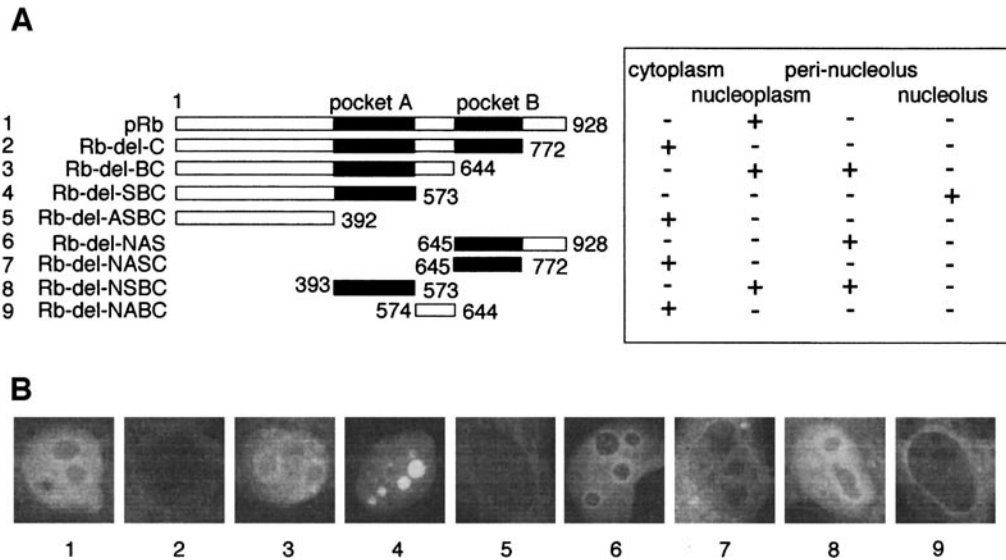 A
cytoplasm peri-nucleolus
1 pocket A pocket B nucleoplasm nucleolus
1 pRb 928 - + - -
2 Rb-del-C 772 + - - -
3 Rb-del-BC 644 - + + -
4 Rb-del-SBC 573 - - - +
5 Rb-del-ASBC 392 + - - -
6 Rb-del-NAS 645 928 - - + -
7 Rb-del-NASC 645 772 + - - -
8 Rb-del-NSBC 393 573 - + + -
9 Rb-del-NABC 574 644 + - - -
B
1 2 3 4 5 6 7 8 9